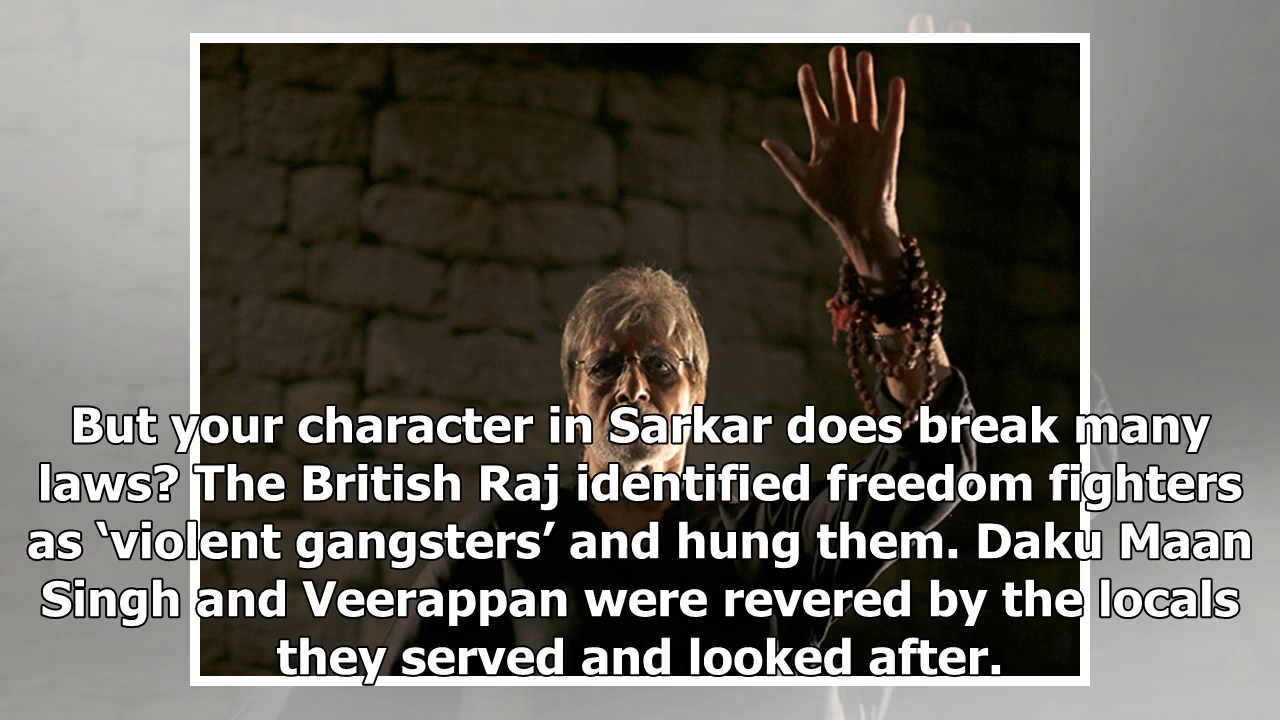 But your character in Sarkar does break many
laws? The British Raj identified freedom fighters
as ‘violent gangsters’ and hung them. Daku Maan
Singh and Veerappan were revered by the locals
they served and looked after.